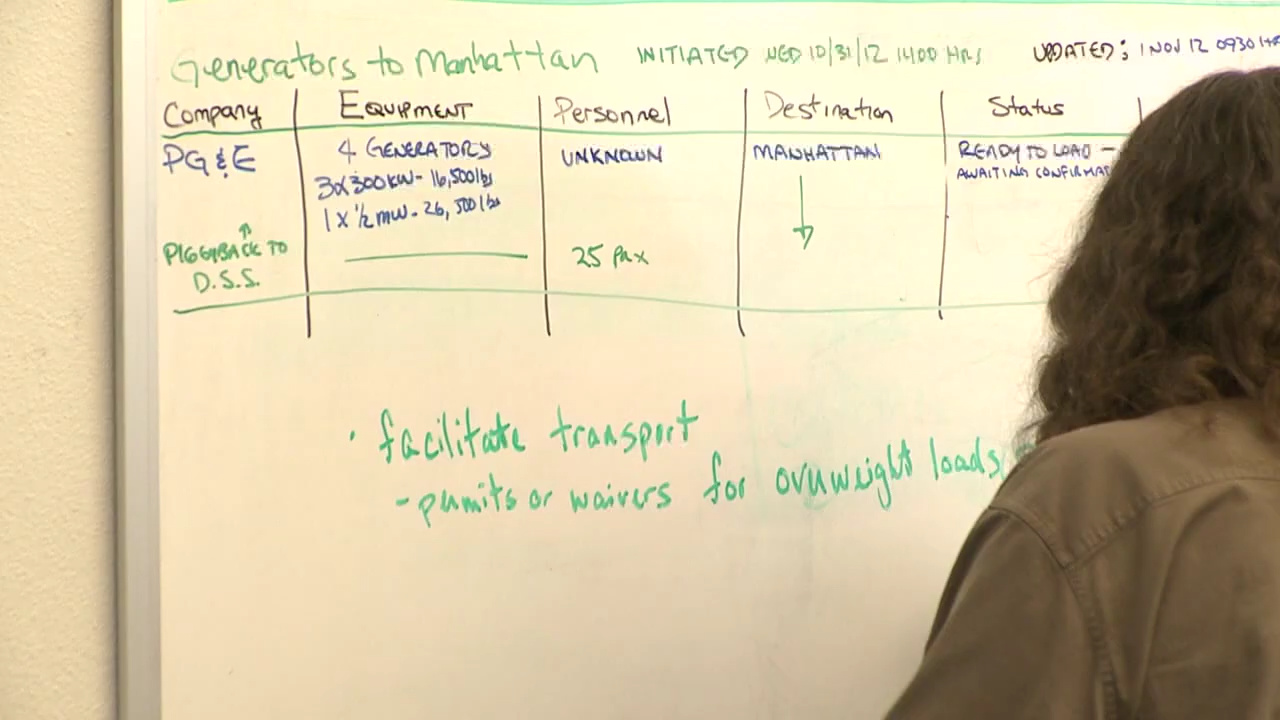 Generators to Manhattan INITIATED WED 10/31/12 1400 HRS UPDATED: 1 NOV 12 0930 HR
Company EQUIPMENT Personnel Destination Status
PG&E 4 GENERATORS UNKNOWN MANHATTAN READY TO LOAD -
3x300KW - 16,500 lbs AWAITING CONFIRMAT
1 x 1/2 MW - 26,500 lbs
PIGGYBACK TO 25 PAX
D.S.S.
· facilitate transport
- permits or waivers for overweight loads